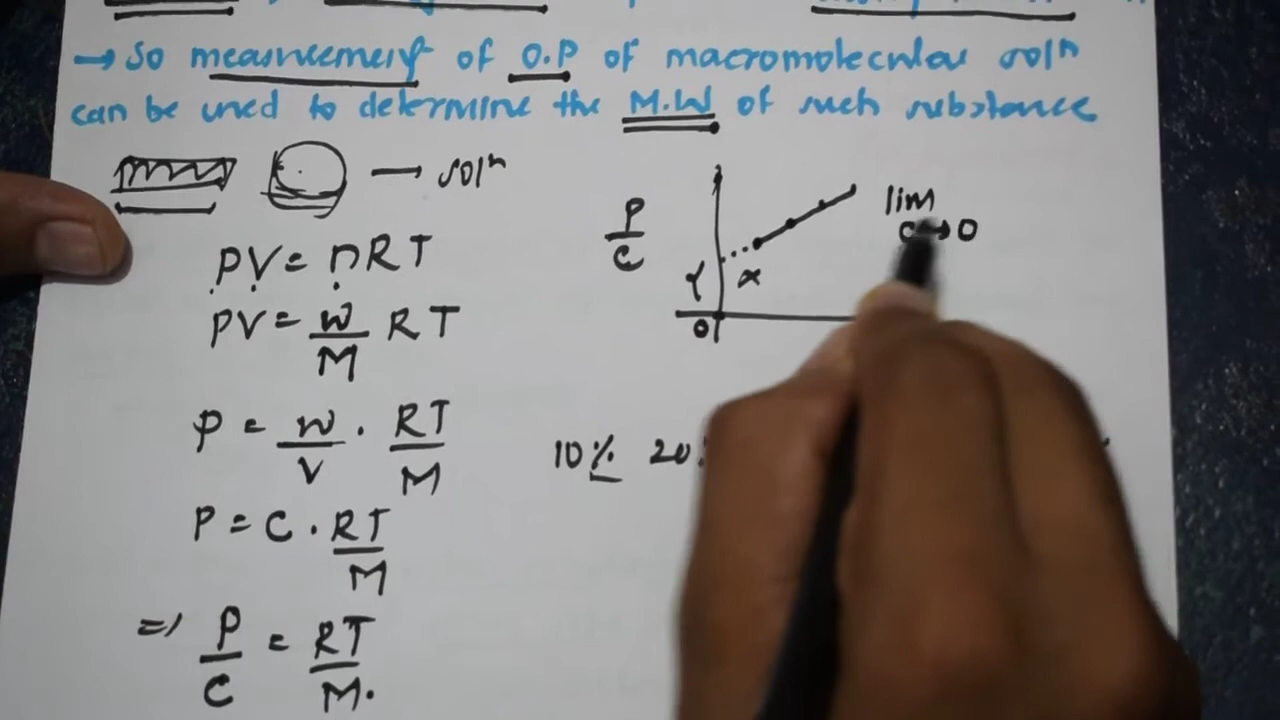 → so measurement of O.P of macromolecular solⁿ
can be used to determine the M.W of such substance
→ solⁿ
PV = nRT
PV = w/M RT
P = w/V · RT/M
P = C · RT/M
=> P/C = RT/M.
P/C
lim
c→0
α
0
10% 20